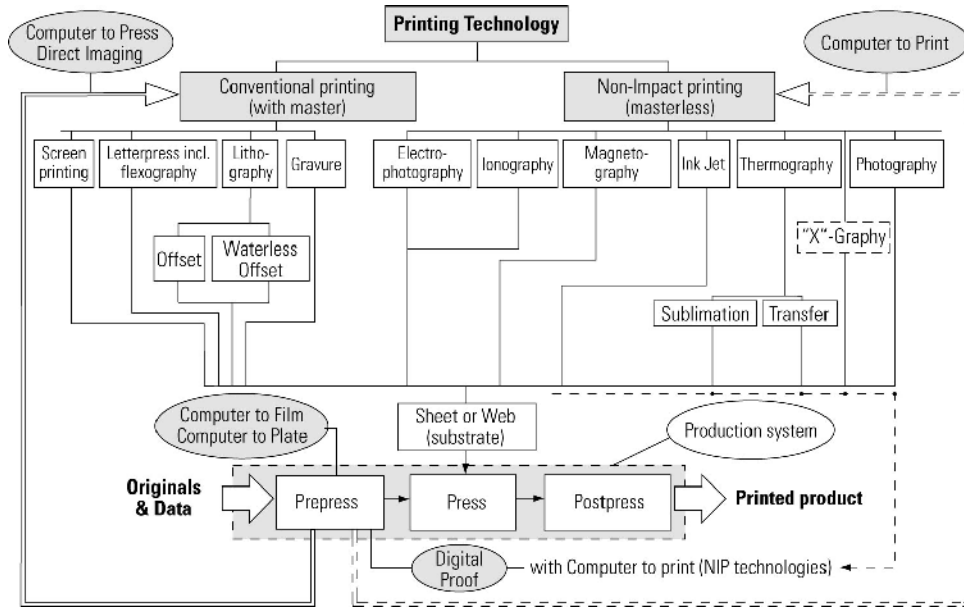 Printing Technology
Computer to Press
Direct Imaging
Computer to Print
Conventional printing
(with master)
Non-Impact printing
(masterless)
Screen
printing
Letterpress incl.
flexography
Litho-
graphy
Gravure
Electro-
photography
Ionography
Magneto-
graphy
Ink Jet
Thermography
Photography
"X"-Graphy
Offset
Waterless
Offset
Sublimation
Transfer
Computer to Film
Computer to Plate
Sheet or Web
(substrate)
Production system
Originals
& Data
Prepress
Press
Postpress
Printed product
Digital
Proof
with Computer to print (NIP technologies)